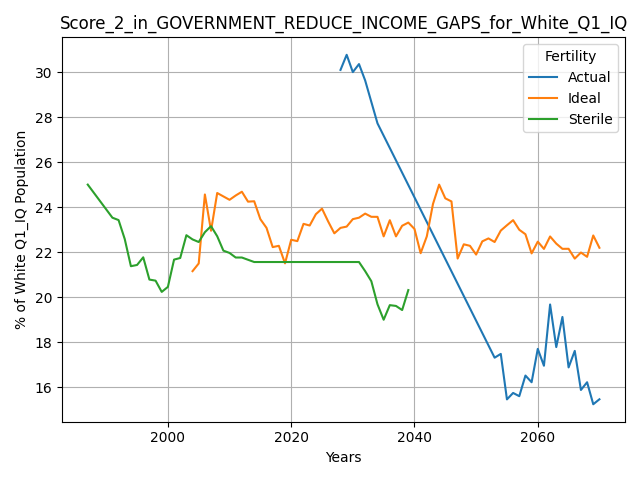 Score_2_in_GOVERNMENT_REDUCE_INCOME_GAPS_for_White_Q1_IQ
Fertility
Actual
Ideal
Sterile
% of White Q1_IQ Population
30
28
26
24
22
20
18
16
2000
2020
2040
2060
Years